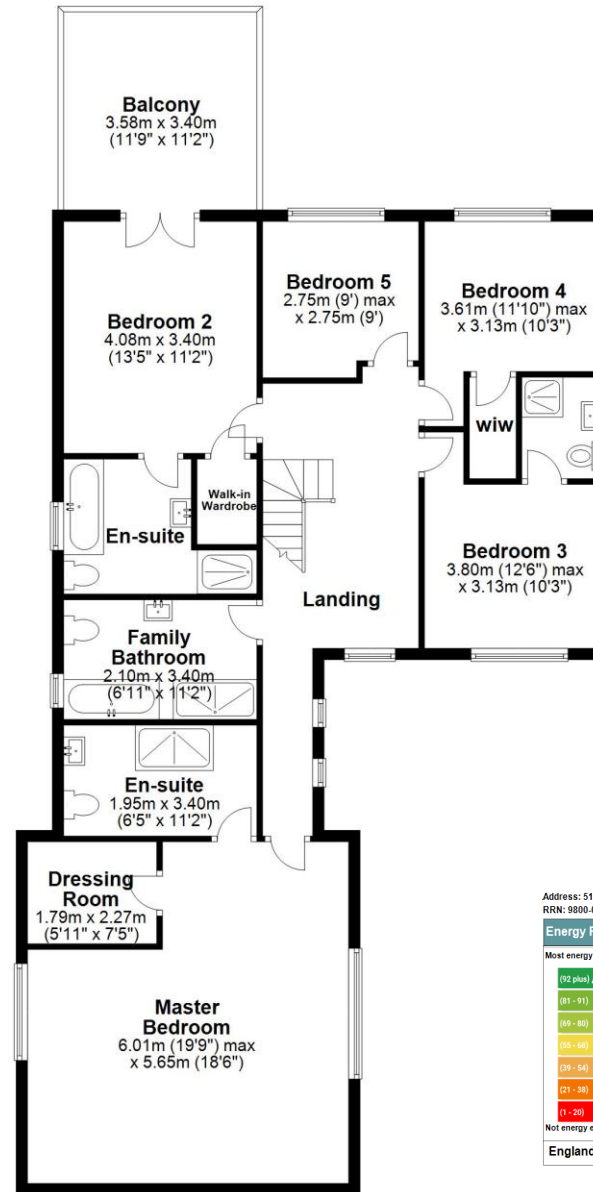 Balcony
3.58m x 3.40m
(11'9" x 11'2")
Bedroom 2
4.08m x 3.40m
(13'5" x 11'2")
Bedroom 5
2.75m (9') max
x 2.75m (9')
Bedroom 4
3.61m (11'10") max
x 3.13m (10'3")
wiw
Walk-in
Wardrobe
En-suite
Bedroom 3
3.80m (12'6") max
x 3.13m (10'3")
Landing
Family
Bathroom
2.10m x 3.40m
(6'11" x 11'2")
En-suite
1.95m x 3.40m
(6'5" x 11'2")
Dressing
Room
1.79m x 2.27m
(5'11" x 7'5")
Master
Bedroom
6.01m (19'9") max
x 5.65m (18'6")
Address: 51
RRN: 9800-
Energy
Most energy
(92 plus)
(81 - 91)
(69 - 80)
(55 - 68)
(39 - 54)
(21 - 38)
(1 - 20)
Not energy
England